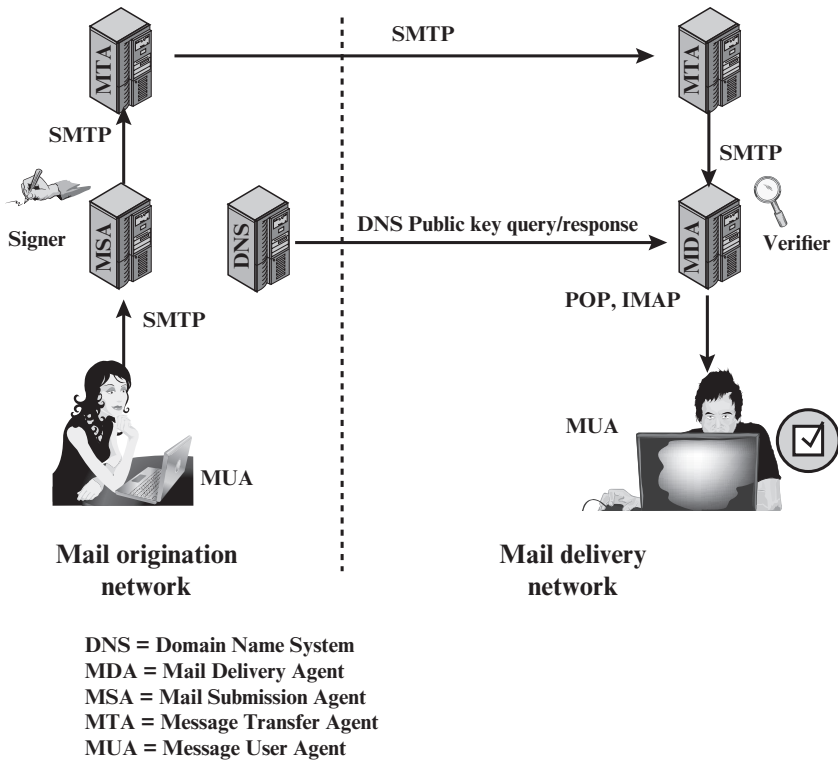 MTA
SMTP
MTA
SMTP
SMTP
Signer
MSA
DNS
DNS Public key query/response
MDA
Verifier
SMTP
POP, IMAP
MUA
MUA
Mail origination
network
Mail delivery
network
DNS = Domain Name System
MDA = Mail Delivery Agent
MSA = Mail Submission Agent
MTA = Message Transfer Agent
MUA = Message User Agent